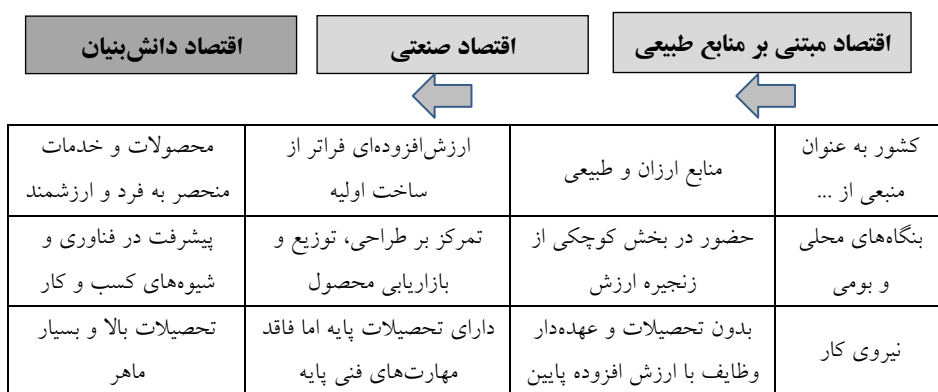 اقتصاد مبتنی بر منابع طبیعی
اقتصاد صنعتی
اقتصاد دانش‌بنیان
کشور به عنوان
منبعی از ...
منابع ارزان و طبیعی
ارزش‌افزوده‌ای فراتر از
ساخت اولیه
محصولات و خدمات
منحصر به فرد و ارزشمند
بنگاه‌های محلی
و بومی
حضور در بخش کوچکی از
زنجیره ارزش
تمرکز بر طراحی، توزیع و
بازاریابی محصول
پیشرفت در فناوری و
شیوه‌های کسب و کار
نیروی کار
بدون تحصیلات و عهده‌دار
وظایف با ارزش افزوده پایین
دارای تحصیلات پایه اما فاقد
مهارت‌های فنی پایه
تحصیلات بالا و بسیار
ماهر